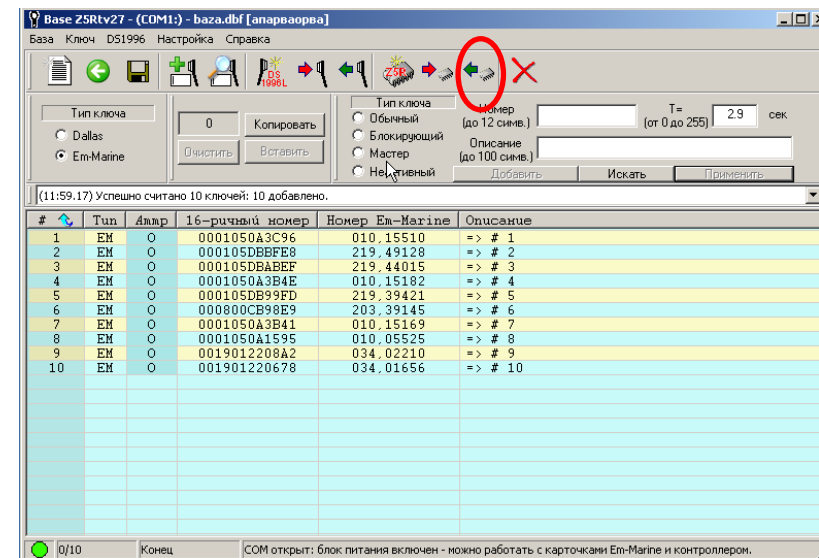 Base Z5Rtv27 - (COM1:) - baza.dbf [апарваорва]
База Ключ DS1996 Настройка Справка
DS 1996L Z5R
Тип ключа
Dallas
Em-Marine
0 Копировать
Очистить Вставить
Тип ключа
Обычный
Блокирующий
Мастер
Номер (до 12 симв.)
T= (от 0 до 255) 2.9 сек
Описание (до 100 симв.)
Добавить Искать Применить
(11:59.17) Успешно считано 10 ключей: 10 добавлено.
# Тип Аттр 16-ричный номер Номер Em-Marine Описание
1 EM O 0001050A3C96 010,15510 => # 1
2 EM O 000105DBBFE8 219,49128 => # 2
3 EM O 000105DBABEF 219,44015 => # 3
4 EM O 0001050A3B4E 010,15182 => # 4
5 EM O 000105DB99FD 219,39421 => # 5
6 EM O 000800CB98E9 203,39145 => # 6
7 EM O 0001050A3B41 010,15169 => # 7
8 EM O 0001050A1595 010,05525 => # 8
9 EM O 0019012208A2 034,02210 => # 9
10 EM O 001901220678 034,01656 => # 10
0/10 Конец COM открыт: блок питания включен - можно работать с карточками Em-Marine и контроллером.